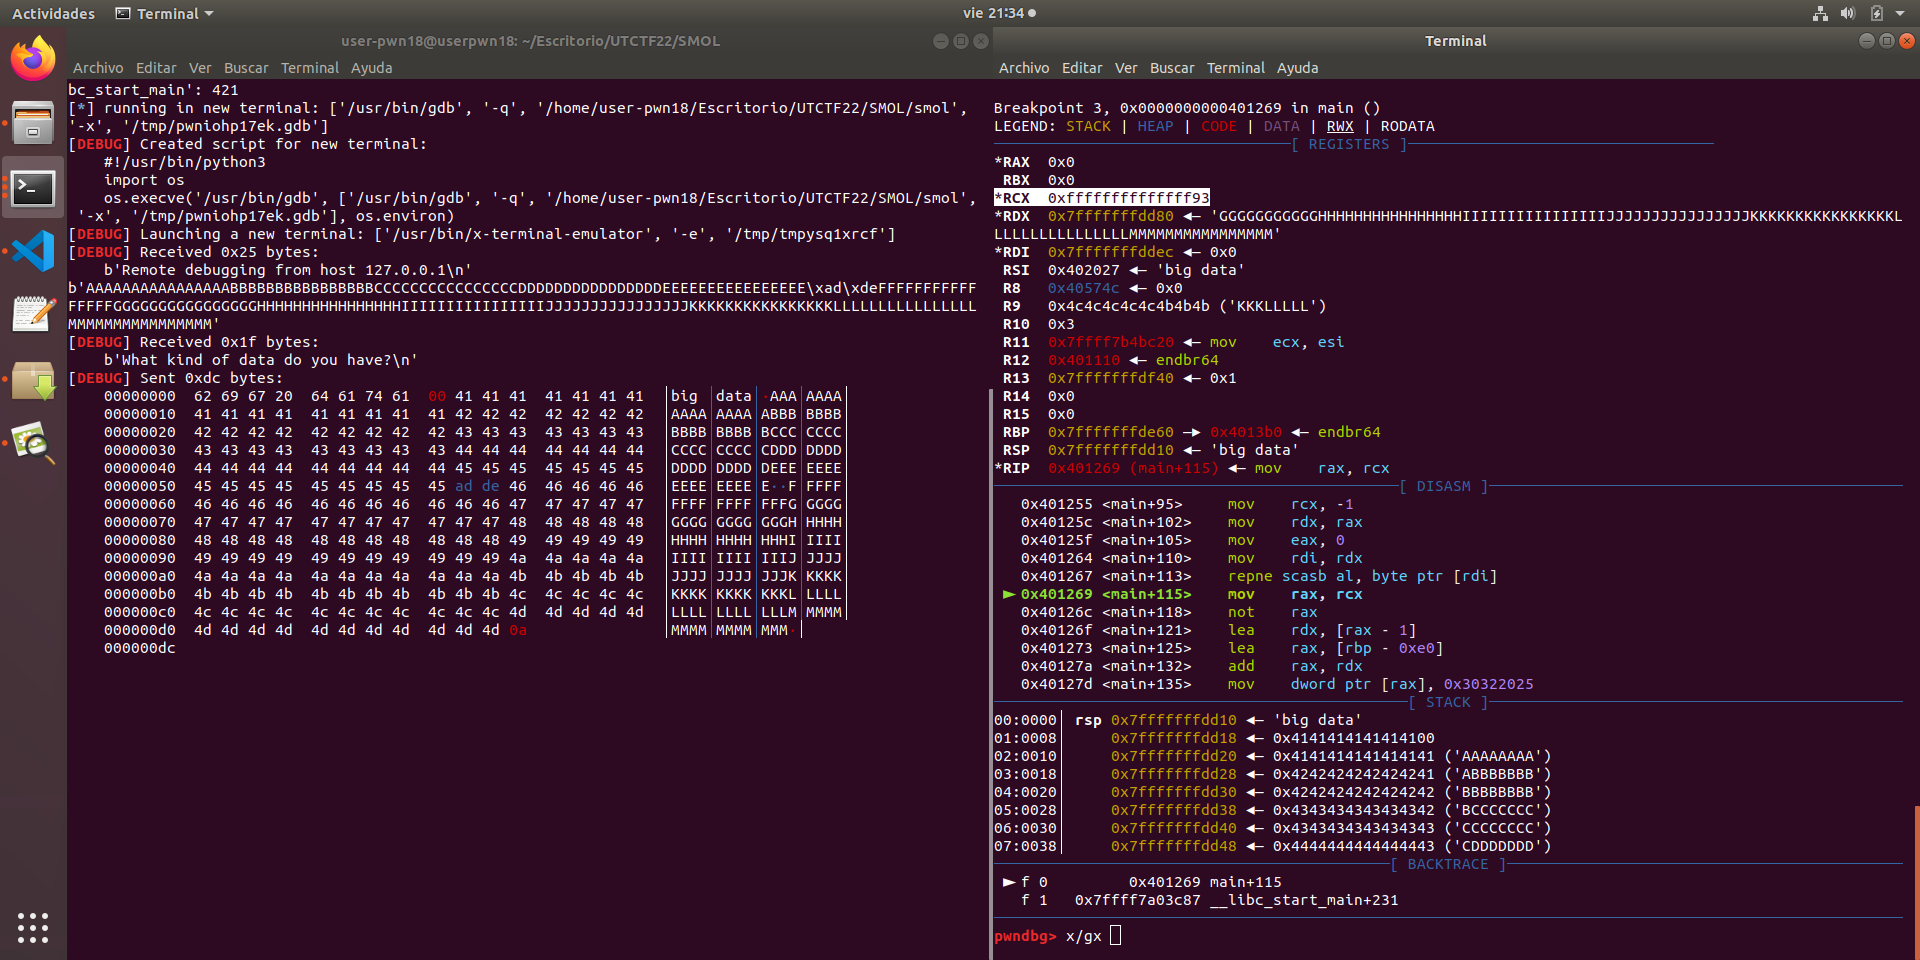 Actividades Terminal vie 21:34
user-pwn18@userpwn18: ~/Escritorio/UTCTF22/SMOL
Archivo Editar Ver Buscar Terminal Ayuda
bc_start_main': 421
[*] running in new terminal: ['/usr/bin/gdb', '-q', '/home/user-pwn18/Escritorio/UTCTF22/SMOL/smol',
'-x', '/tmp/pwniohp17ek.gdb']
[DEBUG] Created script for new terminal:
#!/usr/bin/python3
import os
os.execve('/usr/bin/gdb', ['/usr/bin/gdb', '-q', '/home/user-pwn18/Escritorio/UTCTF22/SMOL/smol',
'-x', '/tmp/pwniohp17ek.gdb'], os.environ)
[DEBUG] Launching a new terminal: ['/usr/bin/x-terminal-emulator', '-e', '/tmp/tmpysq1xrcf']
[DEBUG] Received 0x25 bytes:
b'Remote debugging from host 127.0.0.1\n'
b'AAAAAAAAAAAAAAAABBBBBBBBBBBBBBBBCCCCCCCCCCCCCCCCDDDDDDDDDDDDDDDDEEEEEEEEEEEEEEEE\xad\xdeFFFFFFFFFFF
FFFFFGGGGGGGGGGGGGGGGHHHHHHHHHHHHHHHHIIIIIIIIIIIIIIIIJJJJJJJJJJJJJJJJKKKKKKKKKKKKKKKKLLLLLLLLLLLLLLLL
MMMMMMMMMMMMMMMM'
[DEBUG] Received 0x1f bytes:
b'What kind of data do you have?\n'
[DEBUG] Sent 0xdc bytes:
00000000 62 69 67 20 64 61 74 61 00 41 41 41 41 41 41 41 │big │data│·AAA│AAAA│
00000010 41 41 41 41 41 41 41 41 41 42 42 42 42 42 42 42 │AAAA│AAAA│ABBB│BBBB│
00000020 42 42 42 42 42 42 42 42 42 43 43 43 43 43 43 43 │BBBB│BBBB│BCCC│CCCC│
00000030 43 43 43 43 43 43 43 43 43 44 44 44 44 44 44 44 │CCCC│CCCC│CDDD│DDDD│
00000040 44 44 44 44 44 44 44 44 44 45 45 45 45 45 45 45 │DDDD│DDDD│DEEE│EEEE│
00000050 45 45 45 45 45 45 45 45 45 ad de 46 46 46 46 46 │EEEE│EEEE│E··F│FFFF│
00000060 46 46 46 46 46 46 46 46 46 46 46 47 47 47 47 47 │FFFF│FFFF│FFFG│GGGG│
00000070 47 47 47 47 47 47 47 47 47 47 47 48 48 48 48 48 │GGGG│GGGG│GGGH│HHHH│
00000080 48 48 48 48 48 48 48 48 48 48 48 49 49 49 49 49 │HHHH│HHHH│HHHI│IIII│
00000090 49 49 49 49 49 49 49 49 49 49 49 4a 4a 4a 4a 4a │IIII│IIII│IIIJ│JJJJ│
000000a0 4a 4a 4a 4a 4a 4a 4a 4a 4a 4a 4a 4b 4b 4b 4b 4b │JJJJ│JJJJ│JJJK│KKKK│
000000b0 4b 4b 4b 4b 4b 4b 4b 4b 4b 4b 4b 4c 4c 4c 4c 4c │KKKK│KKKK│KKKL│LLLL│
000000c0 4c 4c 4c 4c 4c 4c 4c 4c 4c 4c 4c 4d 4d 4d 4d 4d │LLLL│LLLL│LLLM│MMMM│
000000d0 4d 4d 4d 4d 4d 4d 4d 4d 4d 4d 4d 0a │MMMM│MMMM│MMM·│
000000dc
Terminal
Archivo Editar Ver Buscar Terminal Ayuda
Breakpoint 3, 0x0000000000401269 in main ()
LEGEND: STACK | HEAP | CODE | DATA | RWX | RODATA
[ REGISTERS ]
*RAX 0x0
RBX 0x0
*RCX 0xffffffffffffff93
*RDX 0x7fffffffdd80 ◄— 'GGGGGGGGGGGHHHHHHHHHHHHHHHHIIIIIIIIIIIIIIIIJJJJJJJJJJJJJJJJKKKKKKKKKKKKKKKKL
LLLLLLLLLLLLLLLMMMMMMMMMMMMMMMM'
*RDI 0x7fffffffddec ◄— 0x0
RSI 0x402027 ◄— 'big data'
R8 0x40574c ◄— 0x0
R9 0x4c4c4c4c4c4b4b4b ('KKKLLLLL')
R10 0x3
R11 0x7ffff7b4bc20 ◄— mov ecx, esi
R12 0x401110 ◄— endbr64
R13 0x7fffffffdf40 ◄— 0x1
R14 0x0
R15 0x0
RBP 0x7fffffffde60 —► 0x4013b0 ◄— endbr64
RSP 0x7fffffffdd10 ◄— 'big data'
*RIP 0x401269 (main+115) ◄— mov rax, rcx
[ DISASM ]
0x401255 <main+95> mov rcx, -1
0x40125c <main+102> mov rdx, rax
0x40125f <main+105> mov eax, 0
0x401264 <main+110> mov rdi, rdx
0x401267 <main+113> repne scasb al, byte ptr [rdi]
► 0x401269 <main+115> mov rax, rcx
0x40126c <main+118> not rax
0x40126f <main+121> lea rdx, [rax - 1]
0x401273 <main+125> lea rax, [rbp - 0xe0]
0x40127a <main+132> add rax, rdx
0x40127d <main+135> mov dword ptr [rax], 0x30322025
[ STACK ]
00:0000│ rsp 0x7fffffffdd10 ◄— 'big data'
01:0008│ 0x7fffffffdd18 ◄— 0x4141414141414100
02:0010│ 0x7fffffffdd20 ◄— 0x4141414141414141 ('AAAAAAAA')
03:0018│ 0x7fffffffdd28 ◄— 0x4242424242424241 ('ABBBBBBB')
04:0020│ 0x7fffffffdd30 ◄— 0x4242424242424242 ('BBBBBBBB')
05:0028│ 0x7fffffffdd38 ◄— 0x4343434343434342 ('BCCCCCCC')
06:0030│ 0x7fffffffdd40 ◄— 0x4343434343434343 ('CCCCCCCC')
07:0038│ 0x7fffffffdd48 ◄— 0x4444444444444443 ('CDDDDDDD')
[ BACKTRACE ]
► f 0 0x401269 main+115
f 1 0x7ffff7a03c87 __libc_start_main+231
pwndbg> x/gx